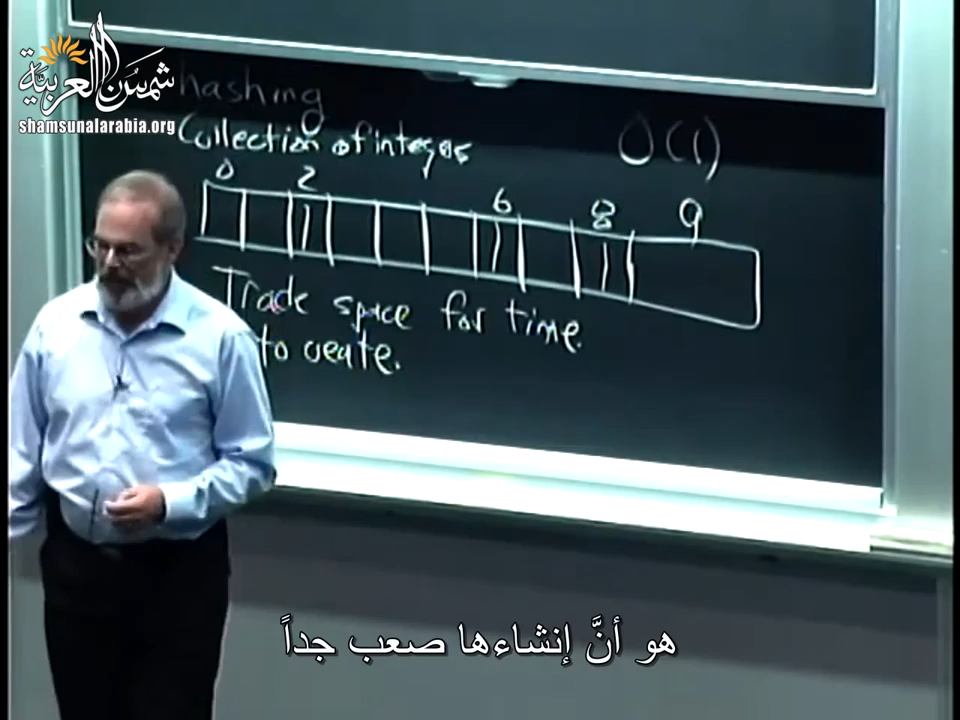 شمس العربية
shamsunalarabia.org
hashing
Collection of integers
O(1)
0 2 6 8 9
Trade space for time.
to create.
هو أنَّ إنشاءها صعب جداً